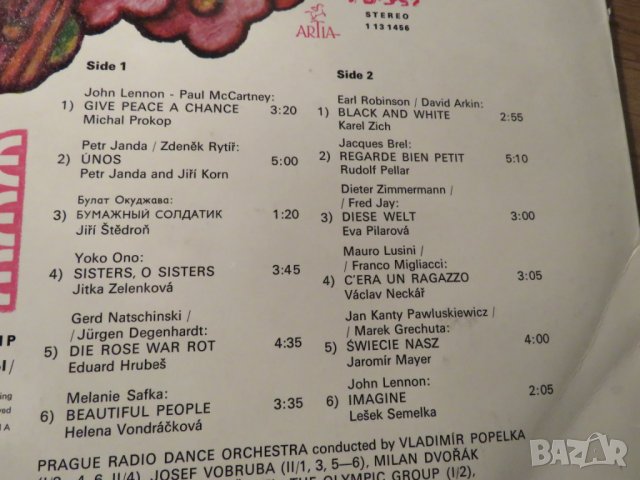 ARTIA
STEREO
1 13 1456
Side 1
John Lennon - Paul McCartney:
1) GIVE PEACE A CHANCE 3:20
Michal Prokop
Petr Janda / Zdeněk Rytíř:
2) ÚNOS 5:00
Petr Janda and Jiří Korn
Булат Окуджава:
3) БУМАЖНЫЙ СОЛДАТИК 1:20
Jiří Štědroň
Yoko Ono:
4) SISTERS, O SISTERS 3:45
Jitka Zelenková
Gerd Natschinski /
/ Jürgen Degenhardt:
5) DIE ROSE WAR ROT 4:35
Eduard Hrubeš
Melanie Safka:
6) BEAUTIFUL PEOPLE 3:35
Helena Vondráčková
Side 2
Earl Robinson / David Arkin:
1) BLACK AND WHITE 2:55
Karel Zich
Jacques Brel:
2) REGARDE BIEN PETIT 5:10
Rudolf Pellar
Dieter Zimmermann /
/ Fred Jay:
3) DIESE WELT 3:00
Eva Pilarová
Mauro Lusini /
/ Franco Migliacci:
4) C'ERA UN RAGAZZO 3:05
Václav Neckář
Jan Kanty Pawluskiewicz /
/ Marek Grechuta:
5) ŚWIECIE NASZ 4:00
Jaromír Mayer
John Lennon:
6) IMAGINE 2:05
Lešek Semelka
PRAGUE RADIO DANCE ORCHESTRA conducted by VLADIMÍR POPELKA
4, 6, II/4), JOSEF VOBRUBA (II/1, 3, 5—6), MILAN DVOŘÁK
THE OLYMPIC GROUP (I/2),
bazar.bg